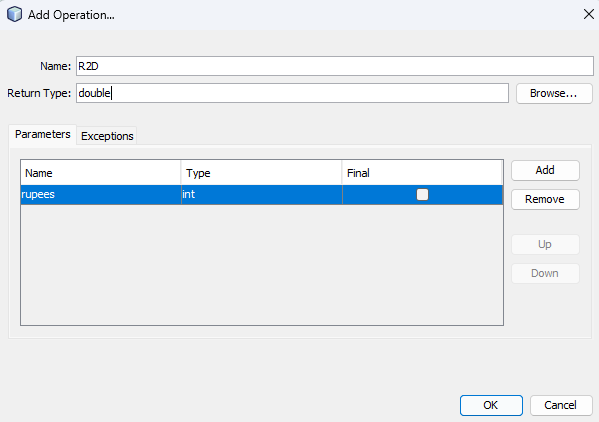 Add Operation...
Name: R2D
Return Type: double Browse...
Parameters Exceptions
Name Type Final Add
rupees int Remove
Up
Down
OK Cancel